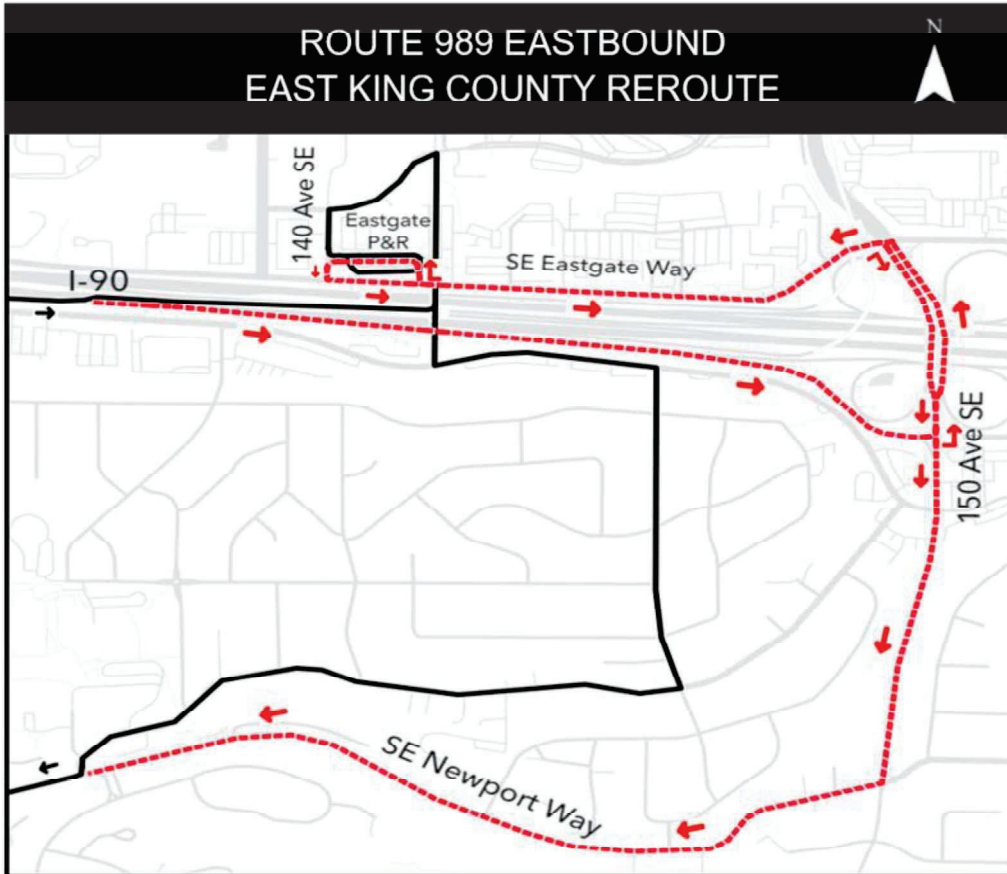 ROUTE 989 EASTBOUND
EAST KING COUNTY REROUTE
N
140 Ave SE
Eastgate
P&R
SE Eastgate Way
I-90
150 Ave SE
SE Newport Way